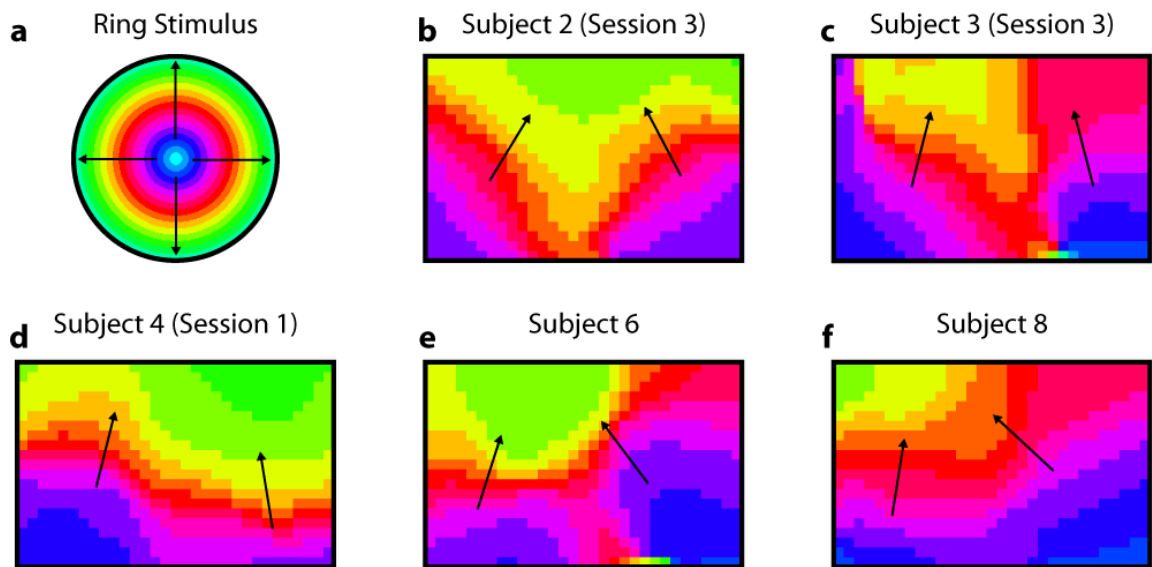 a Ring Stimulus
b Subject 2 (Session 3)
c Subject 3 (Session 3)
d Subject 4 (Session 1)
e Subject 6
f Subject 8